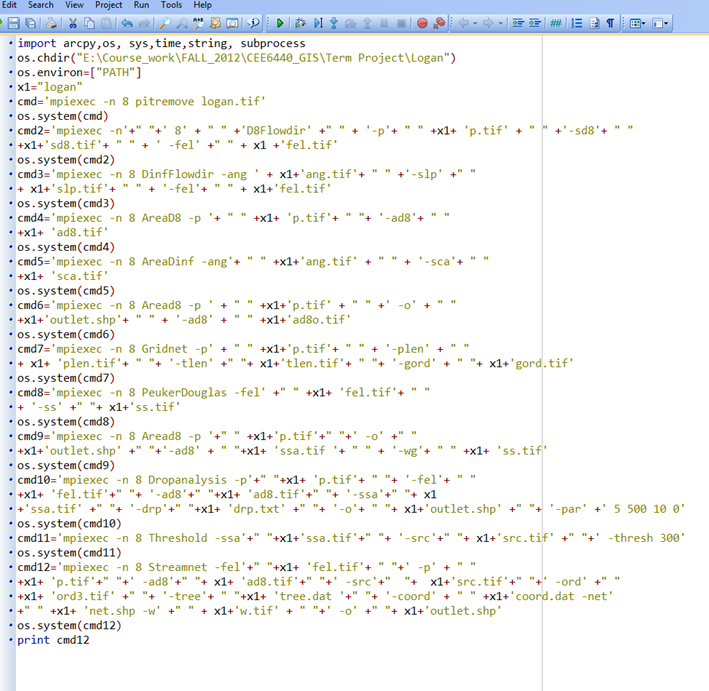 Edit Search View Project Run Tools Help
import arcpy,os, sys,time,string, subprocess
os.chdir("E:\Course_work\FALL_2012\CEE6440_GIS\Term Project\Logan")
os.environ=["PATH"]
x1="logan"
cmd='mpiexec -n 8 pitremove logan.tif'
os.system(cmd)
cmd2='mpiexec -n'+" "+' 8' + " " +'D8Flowdir' +" " + '-p'+ " " +x1+ 'p.tif' + " " +'-sd8'+ " "
+x1+'sd8.tif'+ " " + ' -fel' +" " + x1 +'fel.tif'
os.system(cmd2)
cmd3='mpiexec -n 8 DinfFlowdir -ang ' + x1+'ang.tif'+ " " +'-slp' +" "
+ x1+'slp.tif'+ " " + '-fel'+ " " + x1+'fel.tif'
os.system(cmd3)
cmd4='mpiexec -n 8 AreaD8 -p '+ " " +x1+ 'p.tif'+ " "+ '-ad8'+ " "
+x1+ 'ad8.tif'
os.system(cmd4)
cmd5='mpiexec -n 8 AreaDinf -ang'+ " " +x1+'ang.tif' + " " + '-sca'+ " "
+x1+ 'sca.tif'
os.system(cmd5)
cmd6='mpiexec -n 8 Aread8 -p ' + " " +x1+'p.tif' + " " +' -o' + " "
+x1+'outlet.shp'+ " " + '-ad8' + " " +x1+'ad8o.tif'
os.system(cmd6)
cmd7='mpiexec -n 8 Gridnet -p' + " " +x1+'p.tif'+ " " + '-plen' + " "
+ x1+ 'plen.tif'+ " "+ '-tlen' +" "+ x1+'tlen.tif'+ " "+ '-gord' + " "+ x1+'gord.tif'
os.system(cmd7)
cmd8='mpiexec -n 8 PeukerDouglas -fel' +" " +x1+ 'fel.tif'+ " "
+ '-ss' +" "+ x1+'ss.tif'
os.system(cmd8)
cmd9='mpiexec -n 8 Aread8 -p '+" " +x1+'p.tif'+" "+' -o' +" "
+x1+'outlet.shp' +" "+'-ad8' + " "+x1+ 'ssa.tif '+ " " + '-wg'+ " " +x1+ 'ss.tif'
os.system(cmd9)
cmd10='mpiexec -n 8 Dropanalysis -p'+" "+x1+ 'p.tif'+ " "+ '-fel'+ " "
+x1+ 'fel.tif'+" "+ '-ad8'+" "+x1+ 'ad8.tif'+" "+ '-ssa'+" "+ x1
+'ssa.tif' +" "+ '-drp'+" "+x1+ 'drp.txt' +" "+ '-o'+ " "+ x1+'outlet.shp' +" "+ '-par' +' 5 500 10 0'
os.system(cmd10)
cmd11='mpiexec -n 8 Threshold -ssa'+" "+x1+'ssa.tif'+" "+ '-src'+" "+ x1+'src.tif' +" "+' -thresh 300'
os.system(cmd11)
cmd12='mpiexec -n 8 Streamnet -fel'+" "+x1+ 'fel.tif'+ " "+' -p' + " "
+x1+ 'p.tif'+" "+' -ad8'+" "+ x1+ 'ad8.tif'+" "+' -src'+  "+  x1+'src.tif'+" "+' -ord' +" "
+x1+ 'ord3.tif' + " "+ '-tree'+ " "+x1+ 'tree.dat '+" "+ '-coord' + " " +x1+'coord.dat -net'
+" " +x1+ 'net.shp -w' +" " + x1+'w.tif' + " "+' -o' +" "+ x1+'outlet.shp'
os.system(cmd12)
print cmd12